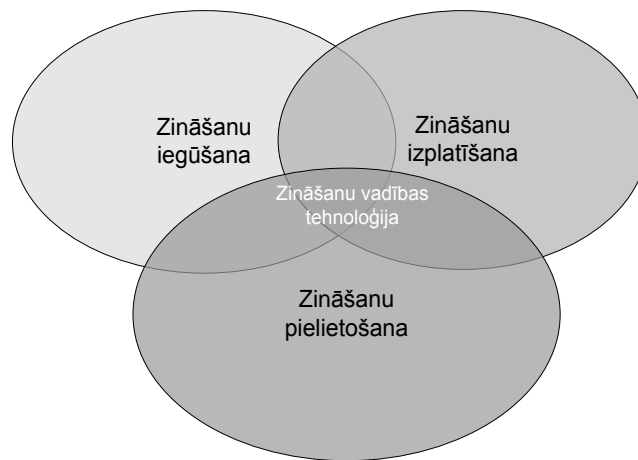 Zināšanu
iegūšana
Zināšanu
izplatīšana
Zināšanu vadības
tehnoloģija
Zināšanu
pielietošana